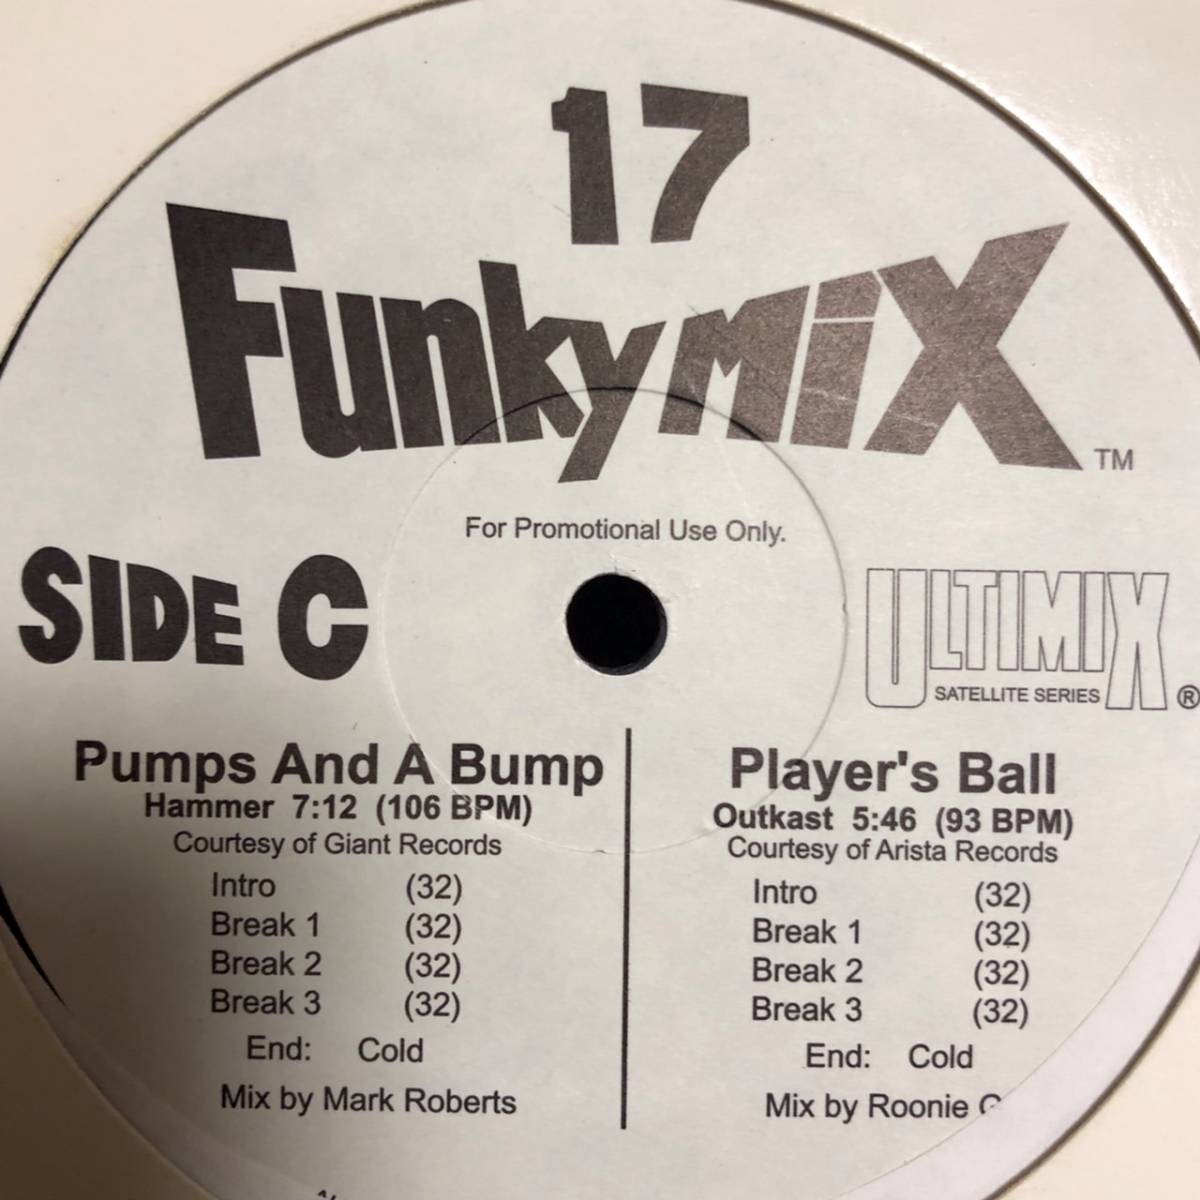 17
FunkyMiX
TM
For Promotional Use Only.
SIDE C
ULTIMIX
SATELLITE SERIES
®
Pumps And A Bump
Hammer 7:12 (106 BPM)
Courtesy of Giant Records
Intro (32)
Break 1 (32)
Break 2 (32)
Break 3 (32)
End: Cold
Mix by Mark Roberts
Player's Ball
Outkast 5:46 (93 BPM)
Courtesy of Arista Records
Intro (32)
Break 1 (32)
Break 2 (32)
Break 3 (32)
End: Cold
Mix by Roonie